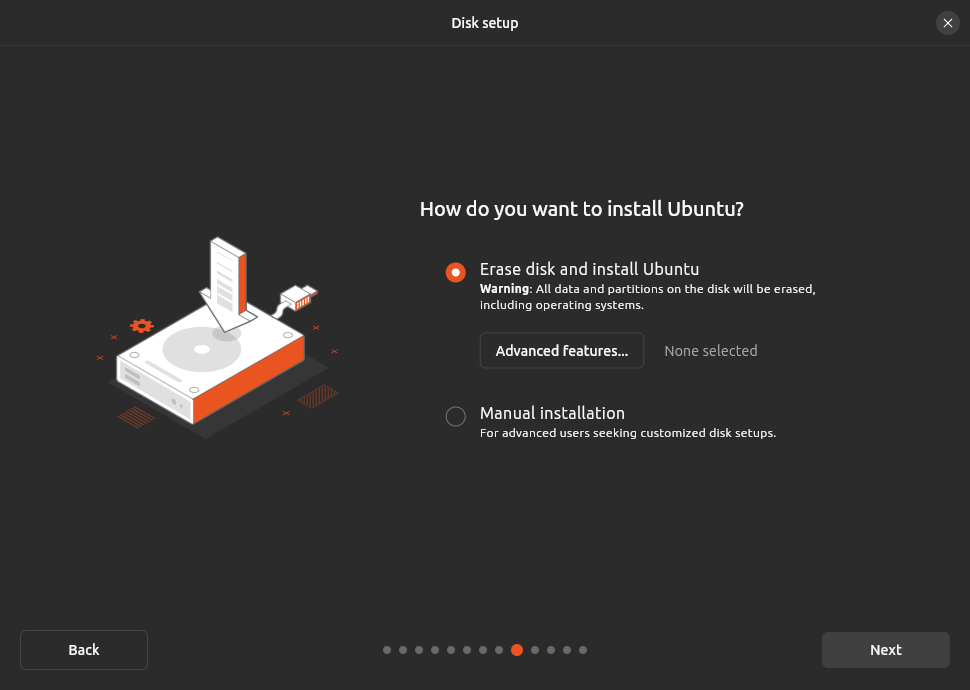 Disk setup
How do you want to install Ubuntu?
Erase disk and install Ubuntu
Warning: All data and partitions on the disk will be erased,
including operating systems.
Advanced features... None selected
Manual installation
For advanced users seeking customized disk setups.
Back Next